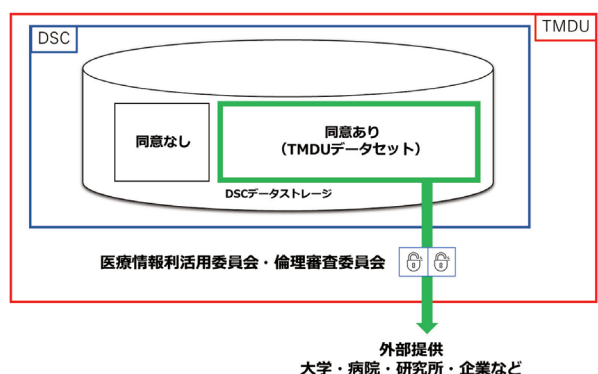 DSC
TMDU
同意なし
同意あり
（TMDUデータセット）
DSCデータストレージ
医療情報利活用委員会・倫理審査委員会
外部提供
大学・病院・研究所・企業など